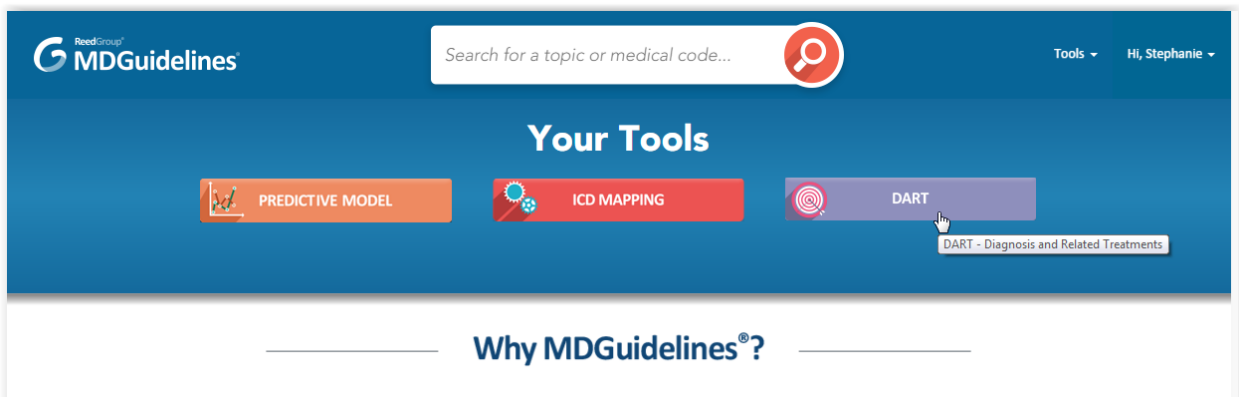 ReedGroup®
MDGuidelines®
Search for a topic or medical code...
Tools
Hi, Stephanie
Your Tools
PREDICTIVE MODEL
ICD MAPPING
DART
DART - Diagnosis and Related Treatments
Why MDGuidelines®?